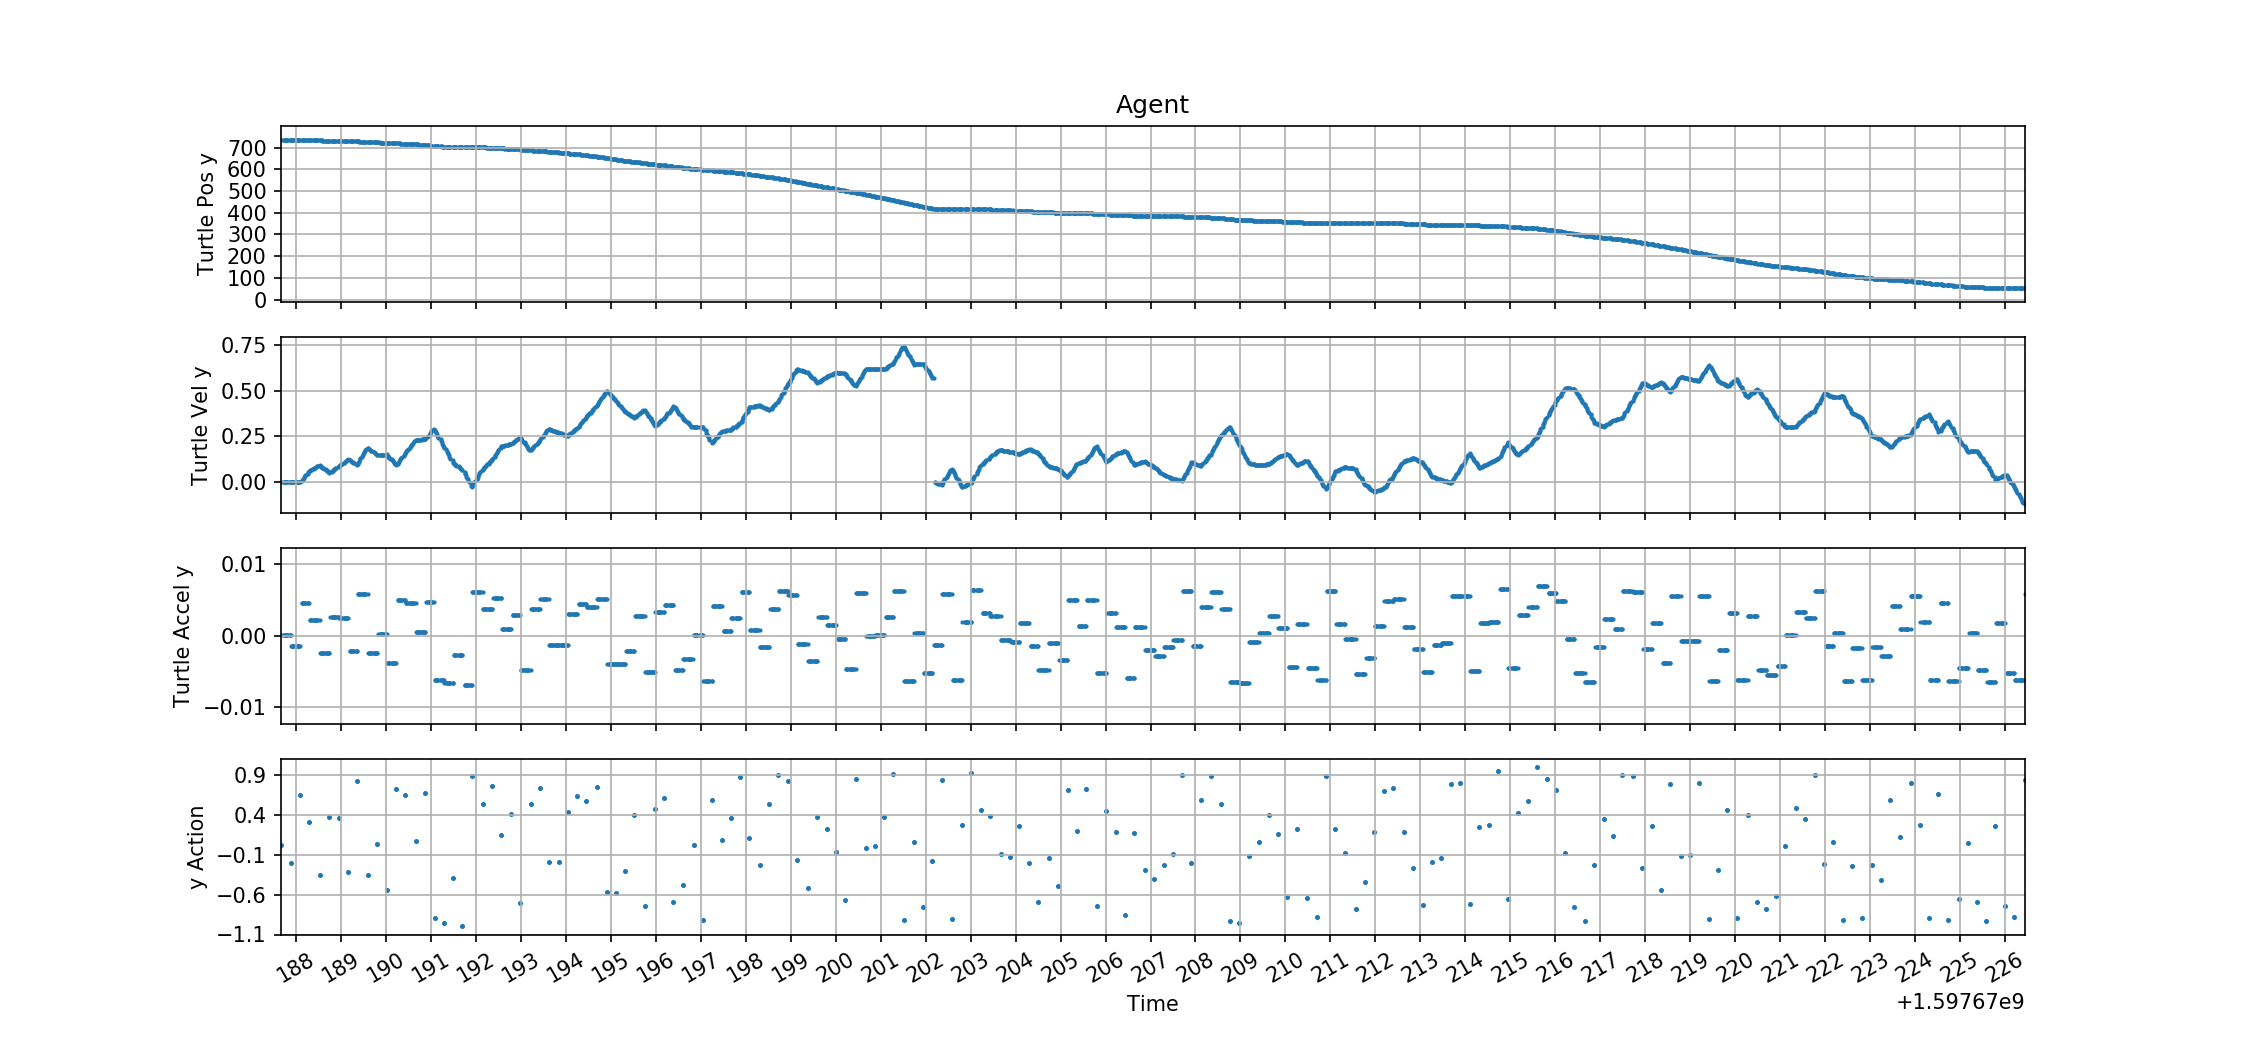 Agent
Turtle Pos y
700
600
500
400
300
200
100
0
Turtle Vel y
0.75
0.50
0.25
0.00
Turtle Accel y
0.01
0.00
−0.01
y Action
0.9
0.4
−0.1
−0.6
−1.1
188 189 190 191 192 193 194 195 196 197 198 199 200 201 202 203 204 205 206 207 208 209 210 211 212 213 214 215 216 217 218 219 220 221 222 223 224 225 226
Time
+1.59767e9